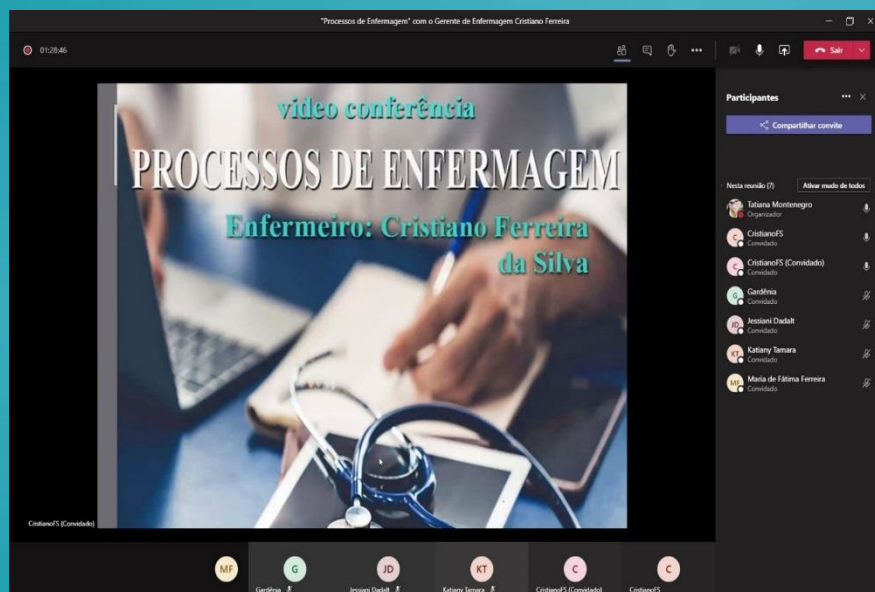 "Processos de Enfermagem" com o Gerente de Enfermagem Cristiano Ferreira
01:28:46
Sair
video conferência
PROCESSOS DE ENFERMAGEM
Enfermeiro: Cristiano Ferreira
da Silva
CristianoFS (Convidado)
Participantes
Compartilhar convite
Nesta reunião (7)
Ativar mudo de todos
Tatiana Montenegro
Organizador
C
CristianoFS
Convidado
C
CristianoFS (Convidado)
Convidado
G
Gardênia
Convidado
JD
Jessiani Dadalt
Convidado
KT
Katiany Tamara
Convidado
MF
Maria de Fátima Ferreira
Convidado
MF
G
JD
KT
C
C
Gardênia
Jessiani Dadalt
Katiany Tamara
CristianoFS (Convidado)
CristianoFS